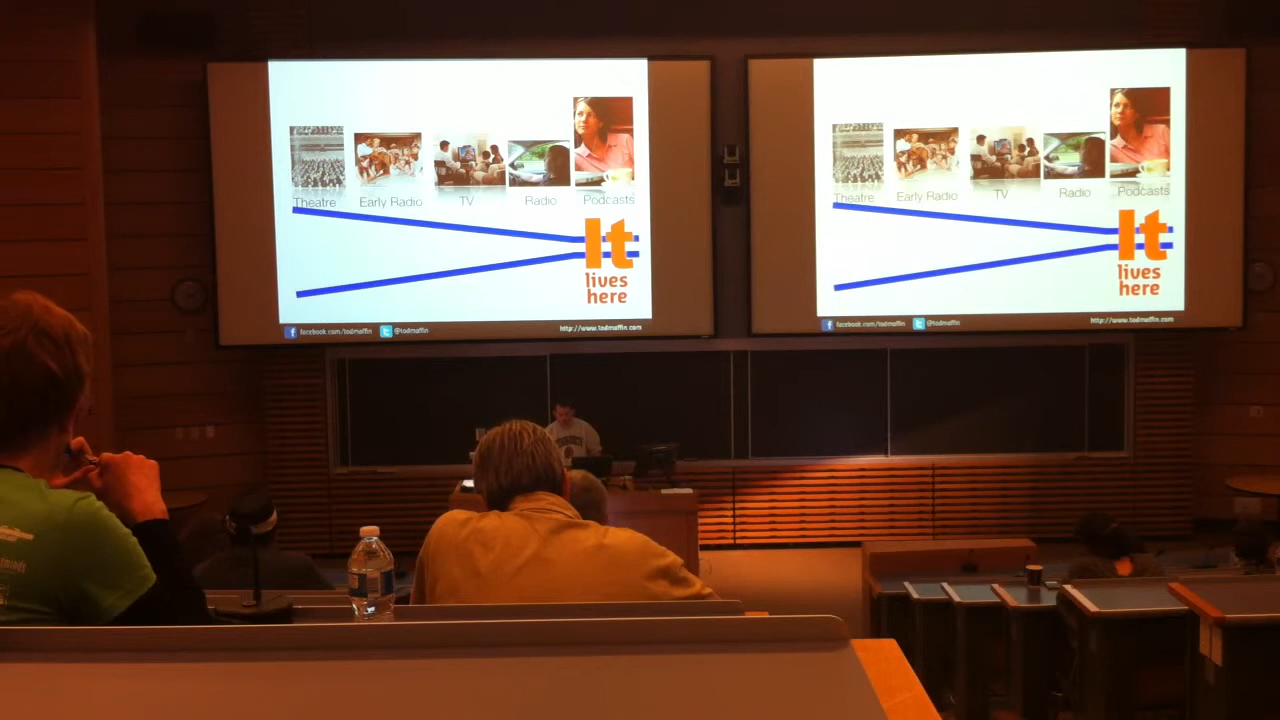 Theatre
Early Radio
TV
Radio
Podcasts
It
lives
here
facebook.com/todmaffin
@todmaffin
http://www.todmaffin.com
Theatre
Early Radio
TV
Radio
Podcasts
It
lives
here
facebook.com/todmaffin
@todmaffin
http://www.todmaffin.com